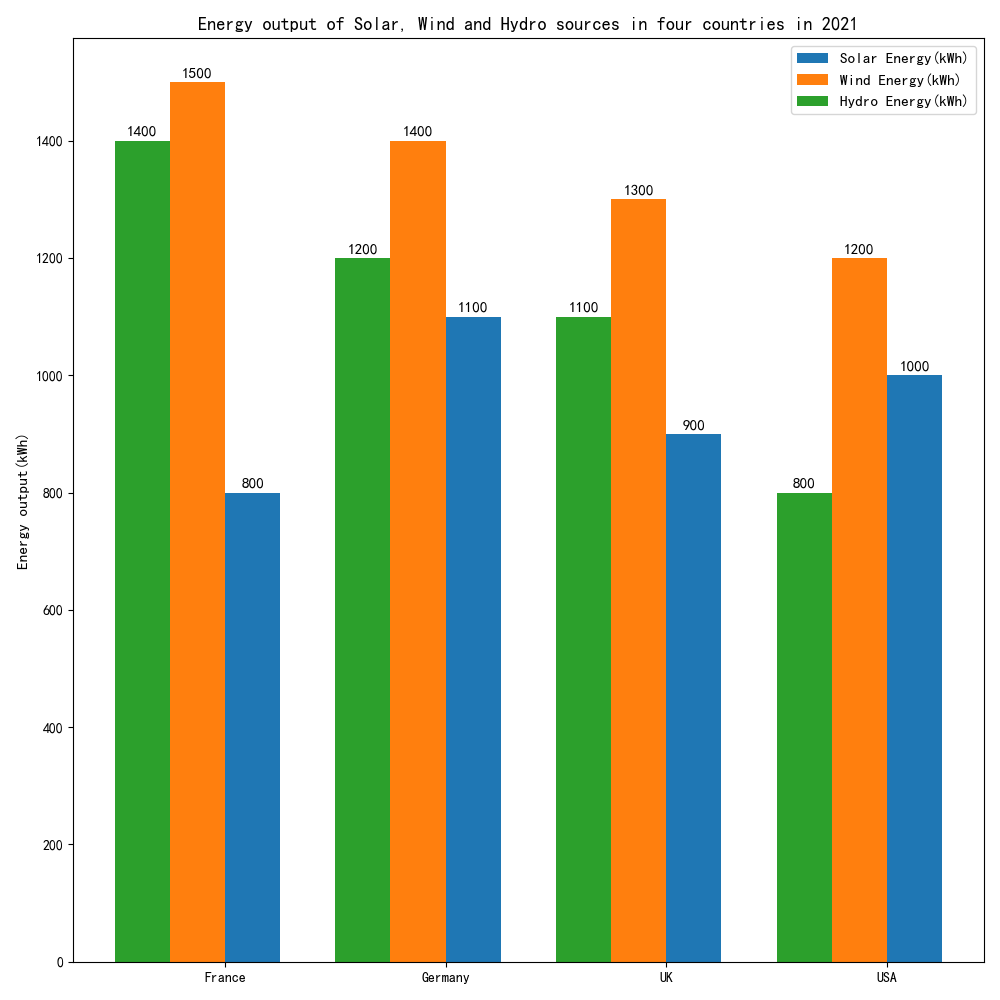 Energy output of Solar, Wind and Hydro sources in four countries in 2021
Solar Energy(kWh)
Wind Energy(kWh)
Hydro Energy(kWh)
Energy output(kWh)
1400
1200
1000
800
600
400
200
0
1400
1500
800
1200
1400
1100
1100
1300
900
800
1200
1000
France
Germany
UK
USA